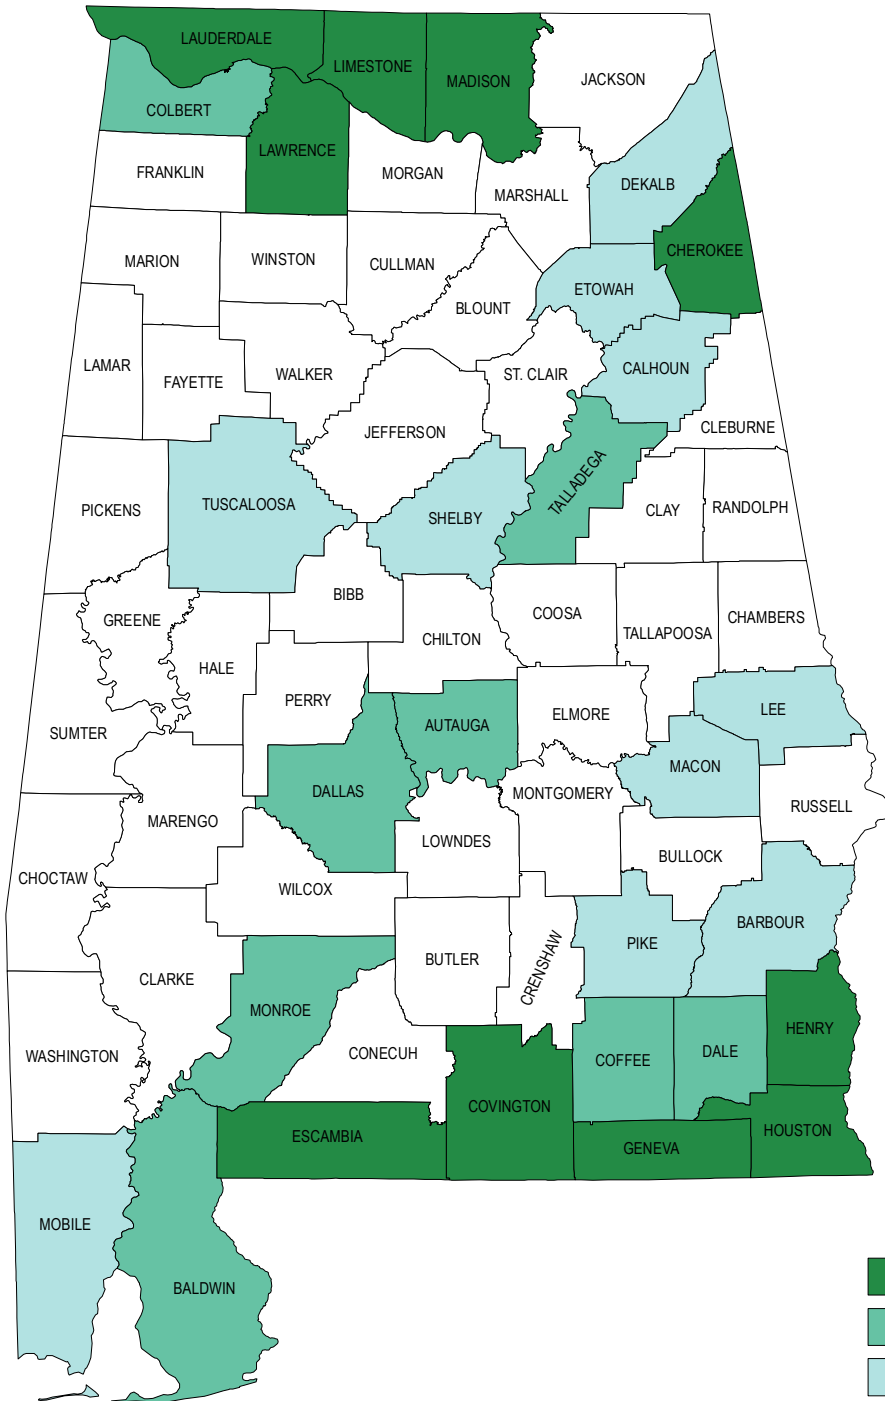 LAUDERDALE
LIMESTONE
MADISON
JACKSON
COLBERT
LAWRENCE
FRANKLIN
MORGAN
MARSHALL
DEKALB
CHEROKEE
MARION
WINSTON
CULLMAN
BLOUNT
ETOWAH
LAMAR
FAYETTE
WALKER
ST. CLAIR
CALHOUN
JEFFERSON
CLEBURNE
TALLADEGA
PICKENS
TUSCALOOSA
SHELBY
CLAY
RANDOLPH
BIBB
GREENE
HALE
CHILTON
COOSA
TALLAPOOSA
CHAMBERS
PERRY
SUMTER
AUTAUGA
ELMORE
LEE
DALLAS
MACON
MONTGOMERY
RUSSELL
MARENGO
LOWNDES
BULLOCK
CHOCTAW
WILCOX
CLARKE
BUTLER
CRENSHAW
PIKE
BARBOUR
MONROE
WASHINGTON
CONECUH
COFFEE
DALE
HENRY
ESCAMBIA
COVINGTON
GENEVA
HOUSTON
MOBILE
BALDWIN